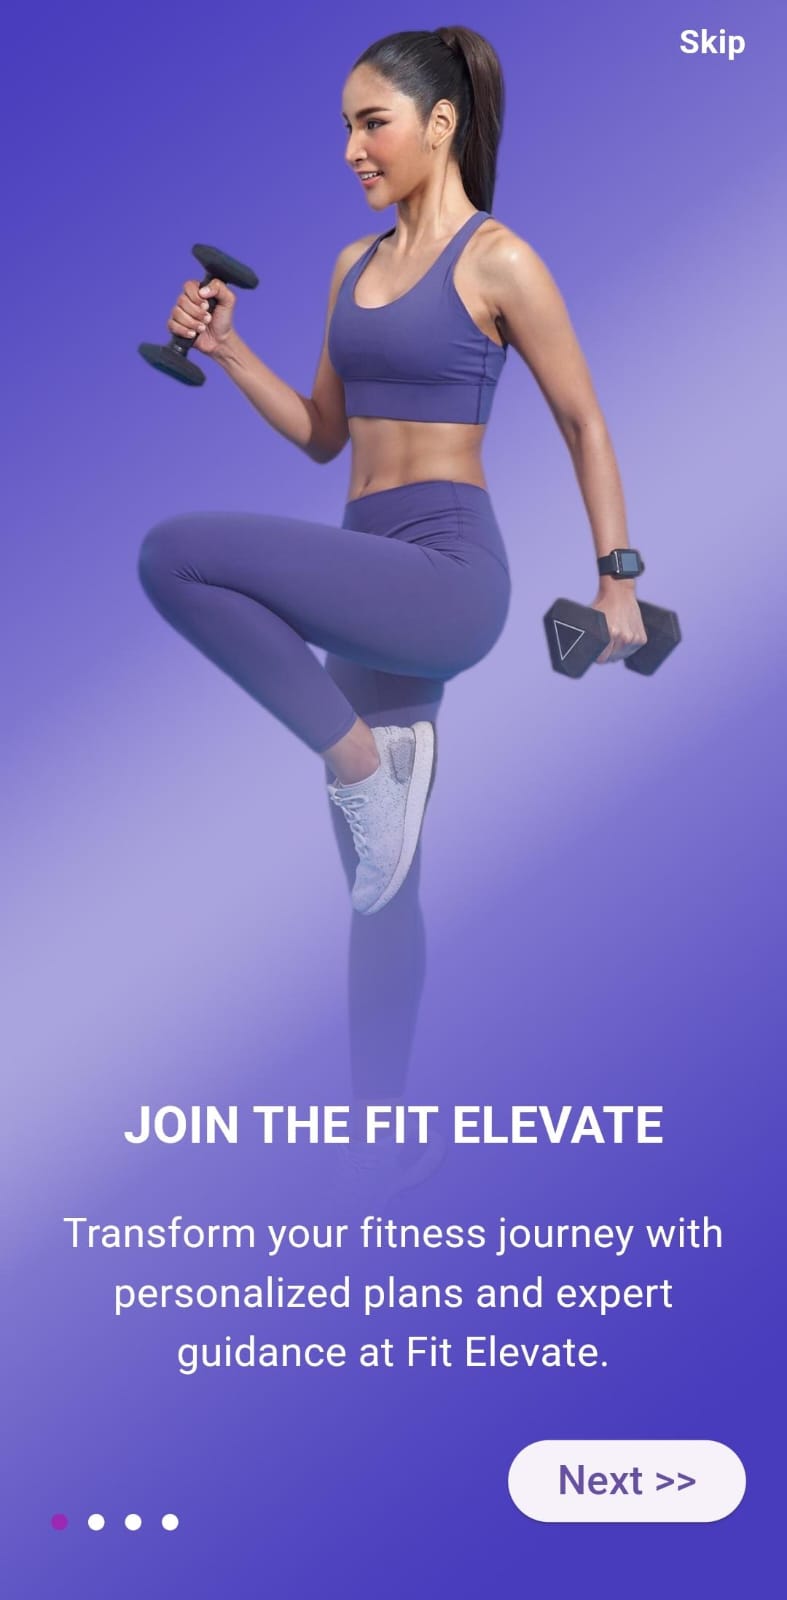 Skip
JOIN THE FIT ELEVATE
Transform your fitness journey with
personalized plans and expert
guidance at Fit Elevate.
Next >>